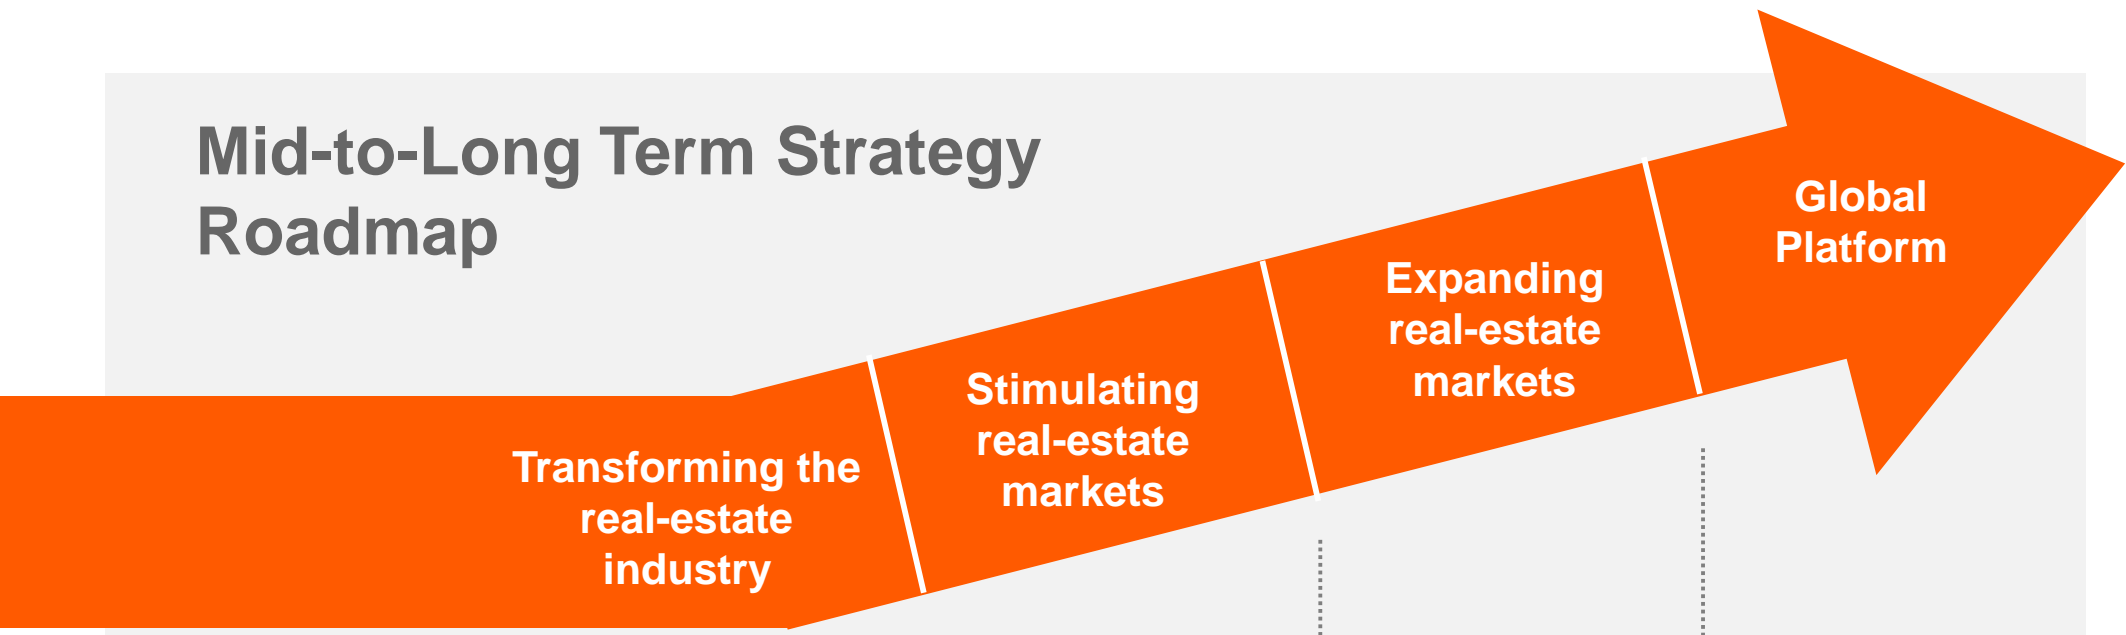 Mid-to-Long Term Strategy
Roadmap
Transforming the
real-estate
industry
Stimulating
real-estate
markets
Expanding
real-estate
markets
Global
Platform